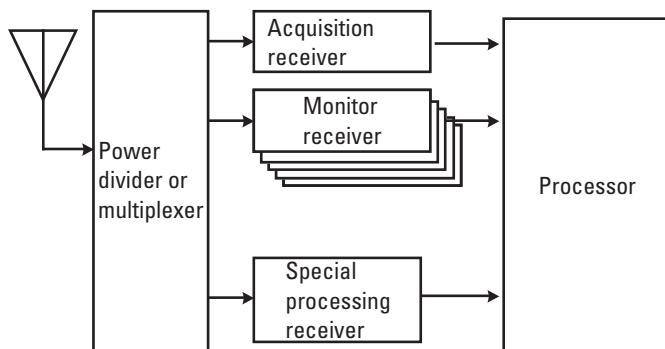 Acquisition
receiver
Monitor
receiver
Power
divider or
multiplexer
Processor
Special
processing
receiver